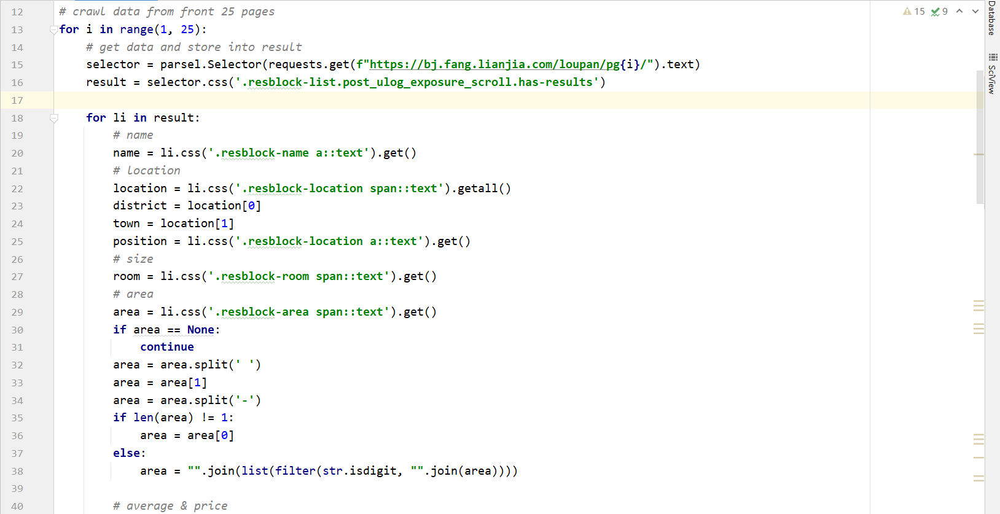 12 # crawl data from front 25 pages
13 for i in range(1, 25):
14     # get data and store into result
15     selector = parsel.Selector(requests.get(f"https://bj.fang.lianjia.com/loupan/pg{i}/").text)
16     result = selector.css('.resblock-list.post_ulog_exposure_scroll.has-results')
17
18     for li in result:
19         # name
20         name = li.css('.resblock-name a::text').get()
21         # location
22         location = li.css('.resblock-location span::text').getall()
23         district = location[0]
24         town = location[1]
25         position = li.css('.resblock-location a::text').get()
26         # size
27         room = li.css('.resblock-room span::text').get()
28         # area
29         area = li.css('.resblock-area span::text').get()
30         if area == None:
31             continue
32         area = area.split(' ')
33         area = area[1]
34         area = area.split('-')
35         if len(area) != 1:
36             area = area[0]
37         else:
38             area = "".join(list(filter(str.isdigit, "".join(area))))
39
40         # average & price
15 9
Database
SciView